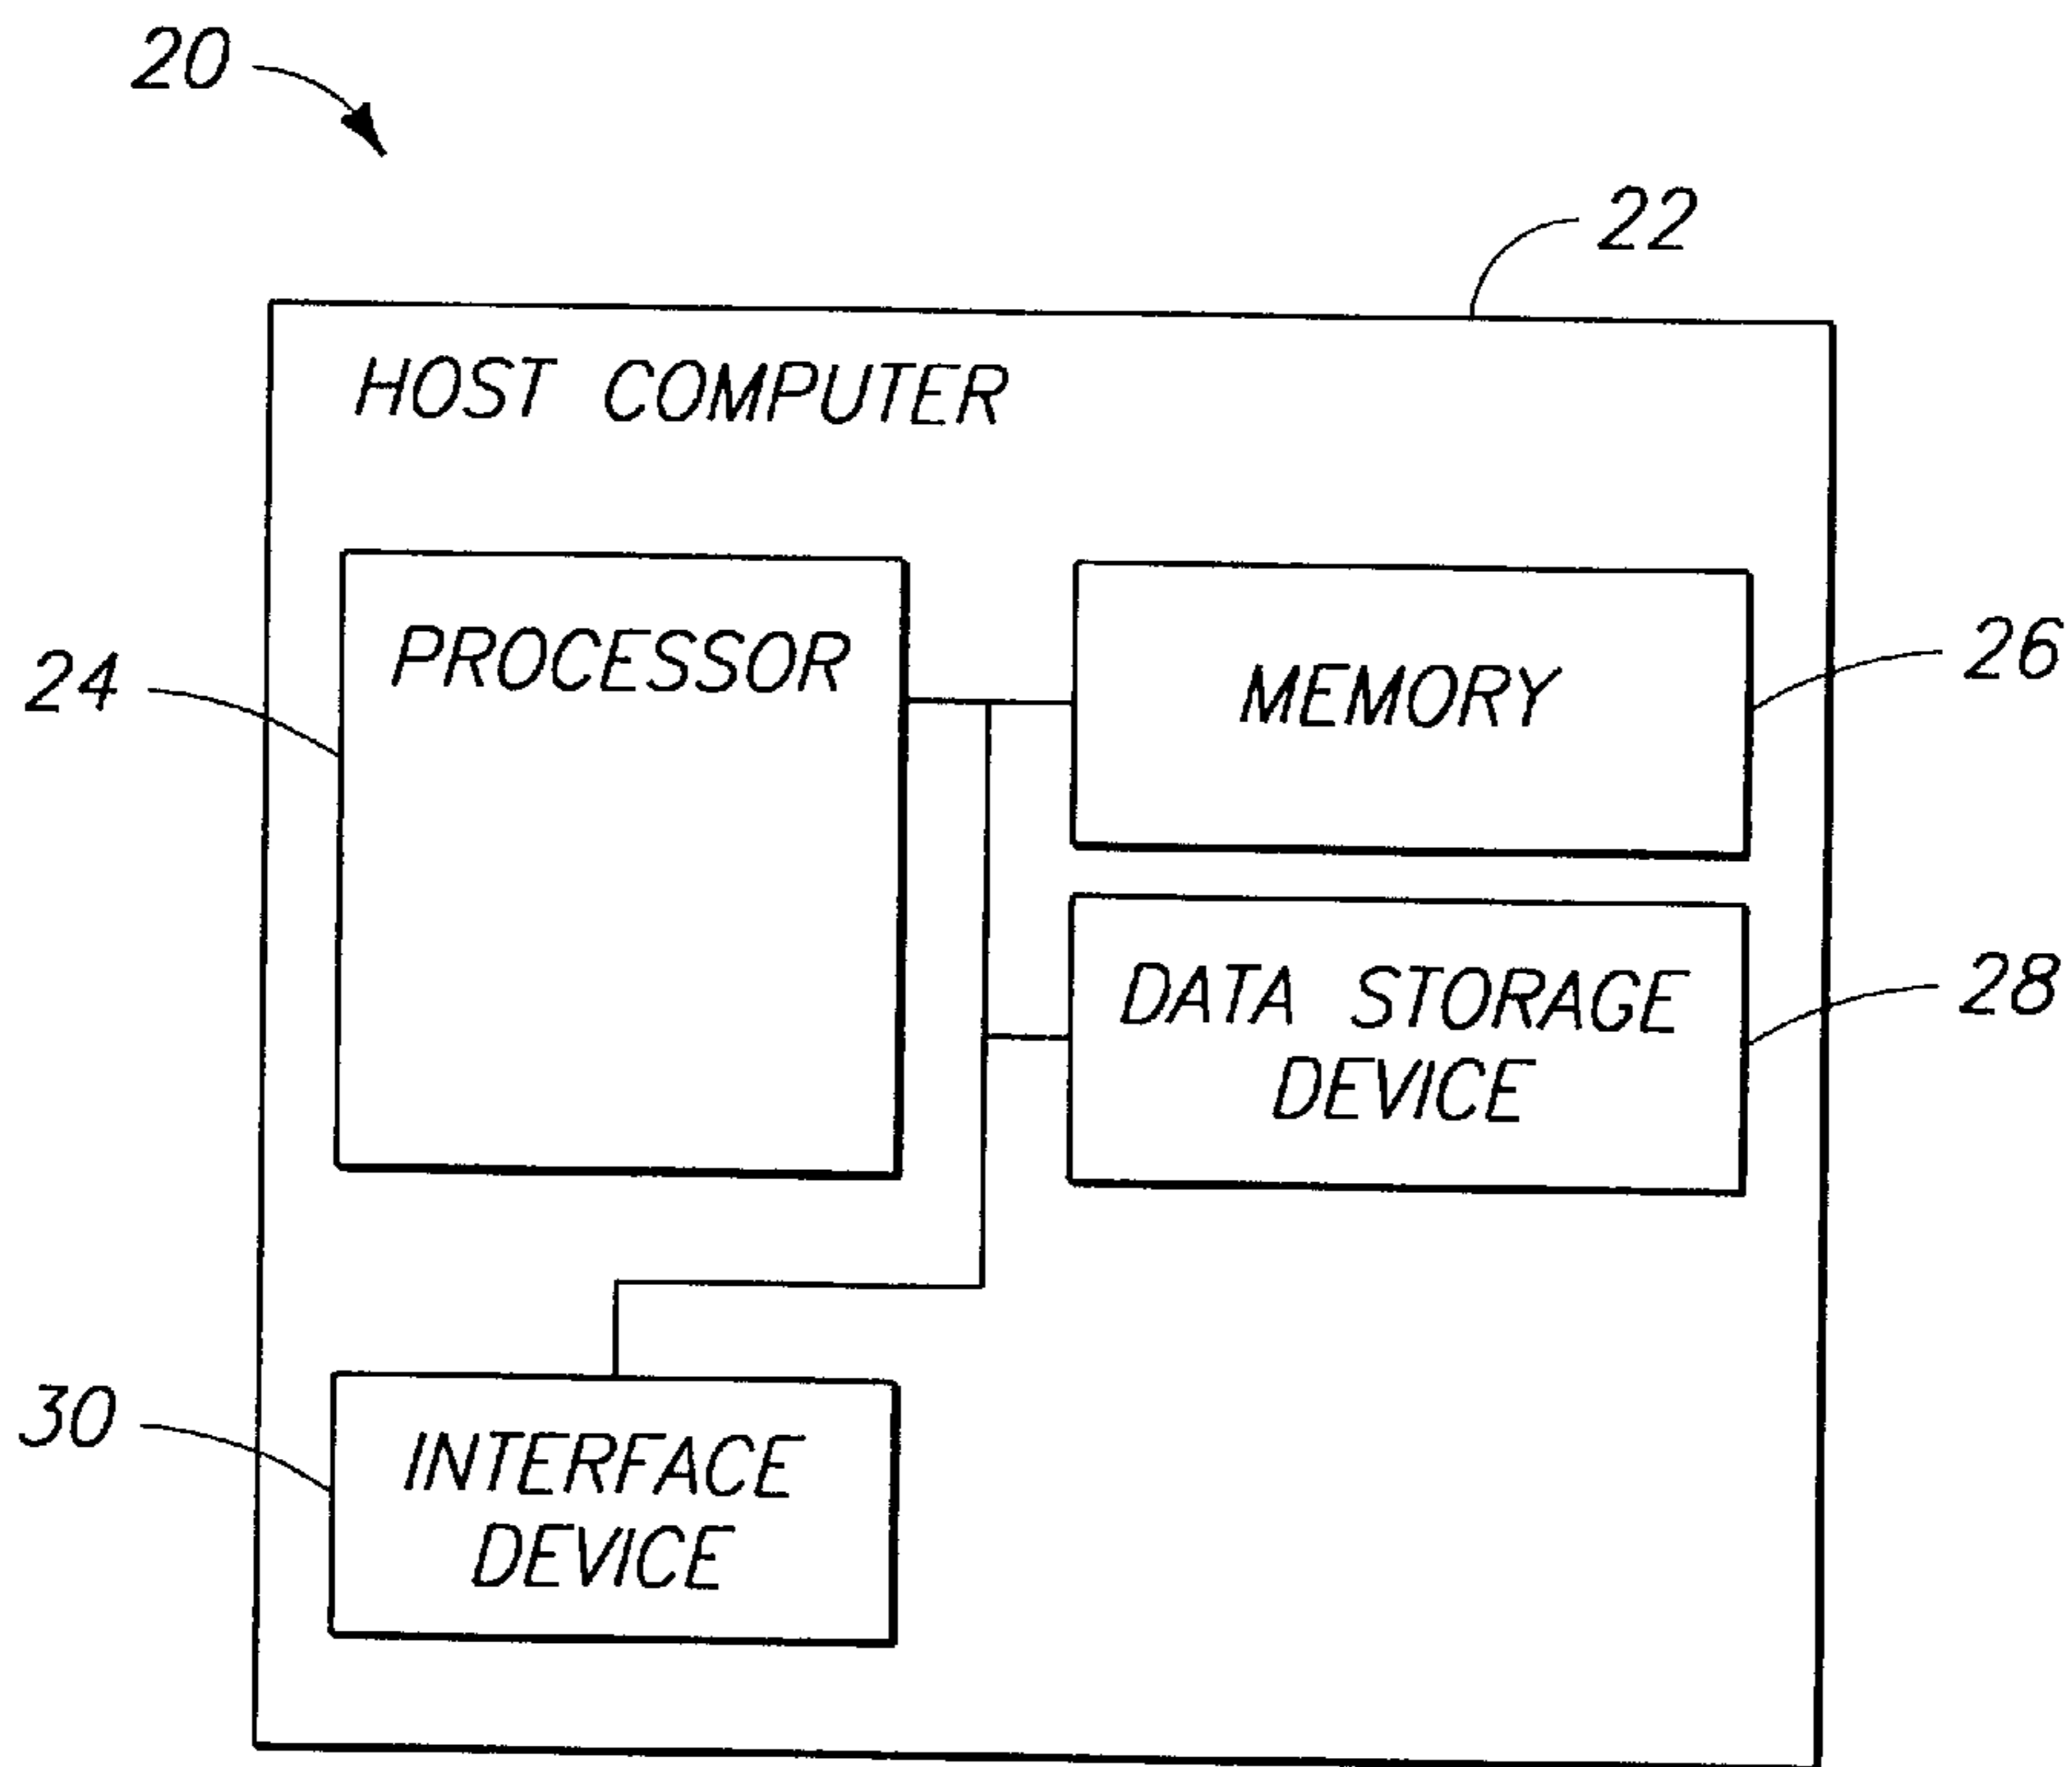 20
22
HOST COMPUTER
PROCESSOR
24
MEMORY
26
DATA STORAGE
DEVICE
28
30
INTERFACE
DEVICE